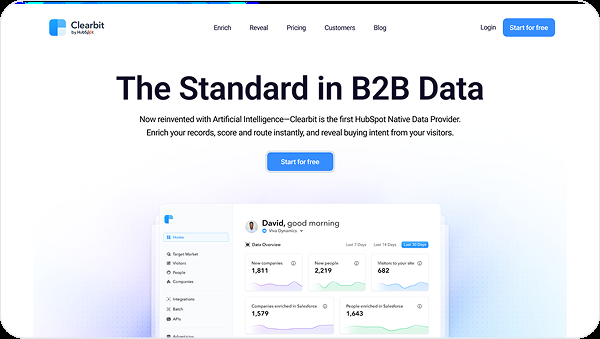 Clearbit
by HubSpot
Enrich
Reveal
Pricing
Customers
Blog
Login
Start for free
The Standard in B2B Data
Now reinvented with Artificial Intelligence—Clearbit is the first HubSpot Native Data Provider.
Enrich your records, score and route instantly, and reveal buying intent from your visitors.
Start for free
David, good morning
Viva Dynamics
Home
Target Market
Visitors
People
Companies
Integrations
Batch
APIs
Advertising
Data Overview
Last 7 Days
Last 14 Days
Last 30 Days
New companies
1,811
New people
2,219
Visitors to your site
682
Companies enriched in Salesforce
1,579
People enriched in Salesforce
1,643